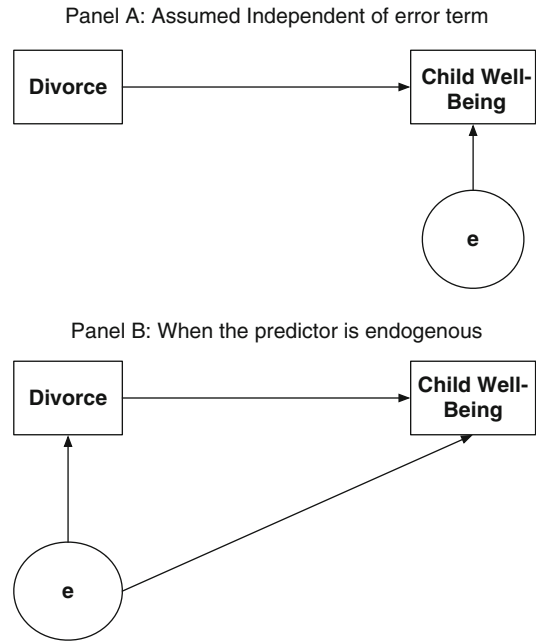 Panel A: Assumed Independent of error term
Divorce
Child Well-
Being
e
Panel B: When the predictor is endogenous
Divorce
Child Well-
Being
e